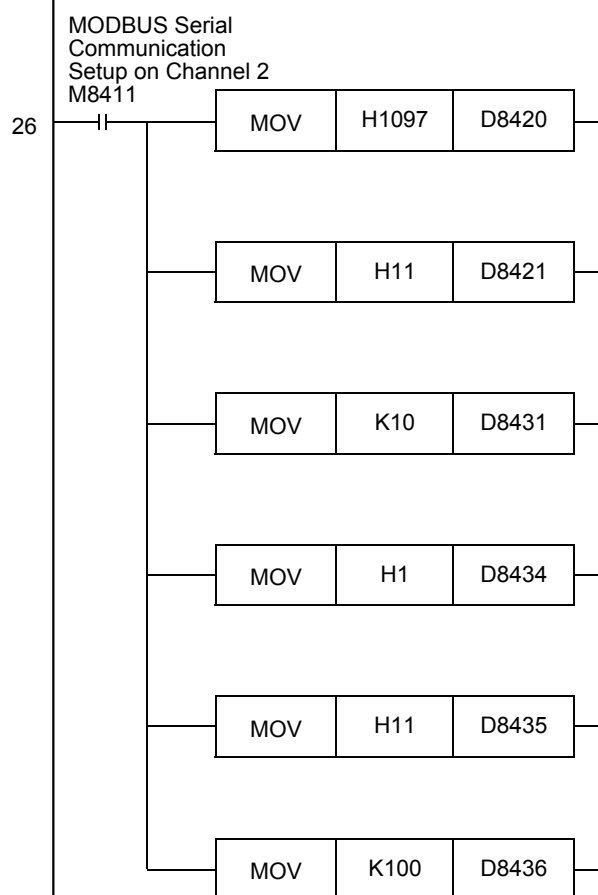 MODBUS Serial
Communication
Setup on Channel 2
M8411
26
MOV H1097 D8420
MOV H11 D8421
MOV K10 D8431
MOV H1 D8434
MOV H11 D8435
MOV K100 D8436